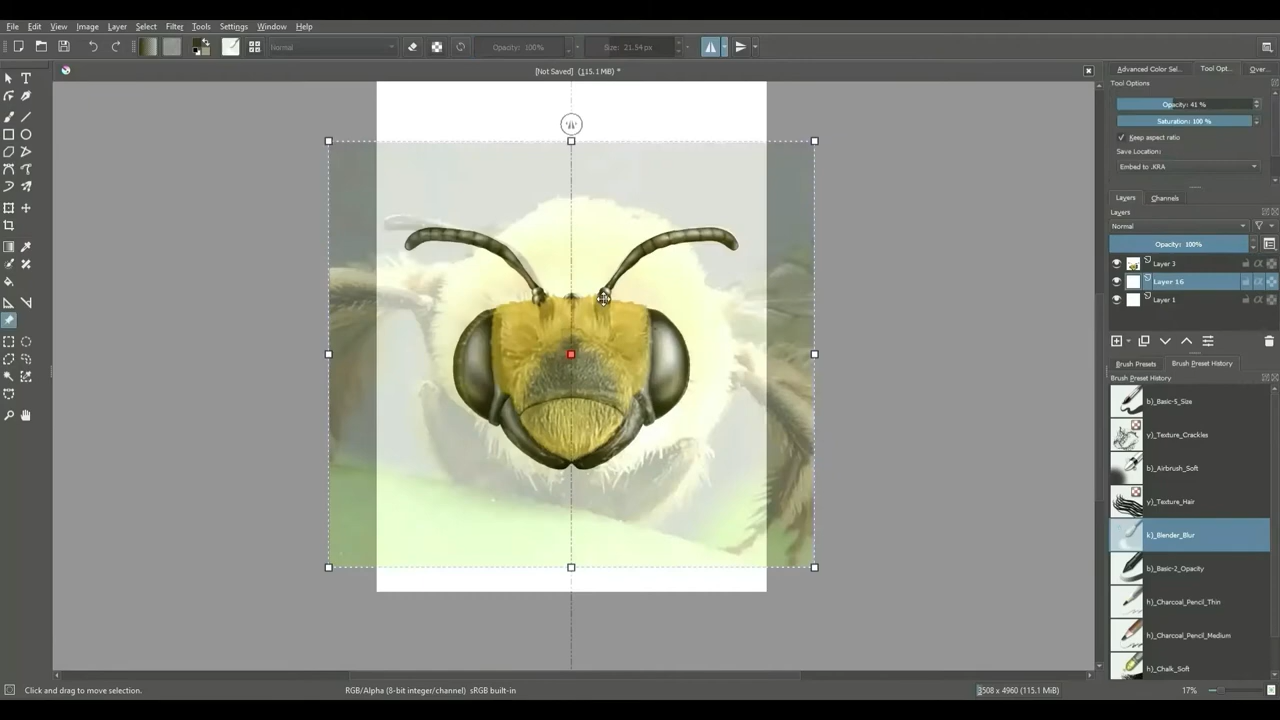 File Edit View Image Layer Select Filter Tools Settings Window Help
Normal Opacity: 100% Size: 21.54 px
[Not Saved] (115.1 MiB) *
Advanced Color Sel... Tool Opt... Over...
Tool Options
Opacity: 41 %
Saturation: 100 %
Keep aspect ratio
Save Location:
Embed to .KRA
Layers Channels
Layers
Normal
Opacity: 100%
Layer 3
Layer 16
Layer 1
Brush Presets Brush Preset History
Brush Preset History
b)_Basic-5_Size
y)_Texture_Crackles
b)_Airbrush_Soft
y)_Texture_Hair
k)_Blender_Blur
b)_Basic-2_Opacity
h)_Charcoal_Pencil_Thin
h)_Charcoal_Pencil_Medium
h)_Chalk_Soft
Click and drag to move selection. RGB/Alpha (8-bit integer/channel) sRGB built-in 3508 x 4960 (115.1 MiB) 17%